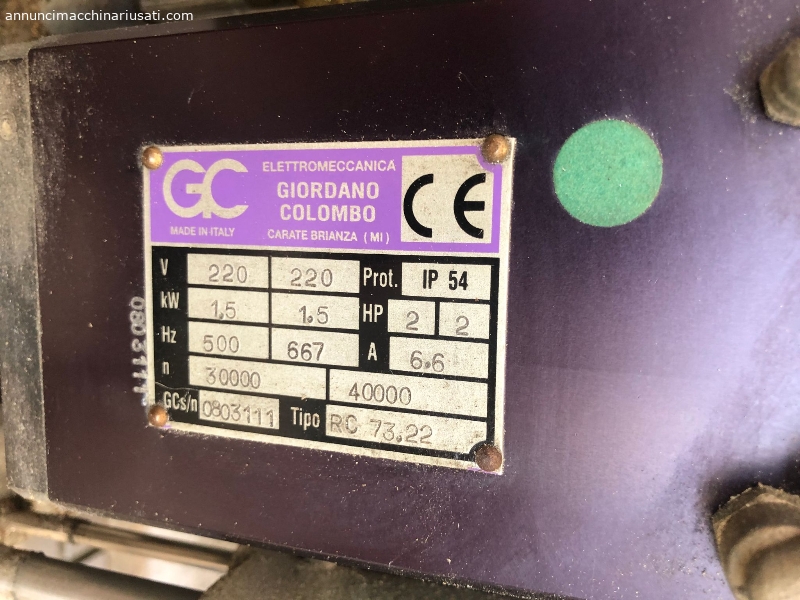 annuncimacchinariusati.com
GC
MADE IN ITALY
ELETTROMECCANICA
GIORDANO
COLOMBO
CARATE BRIANZA ( MI )
CE
V 220 220 Prot. IP 54
kW 1.5 1.5 HP 2 2
Hz 500 667 A 6.6
n 30000 40000
GCs/n 0803111 Tipo RC 73.22
0803111